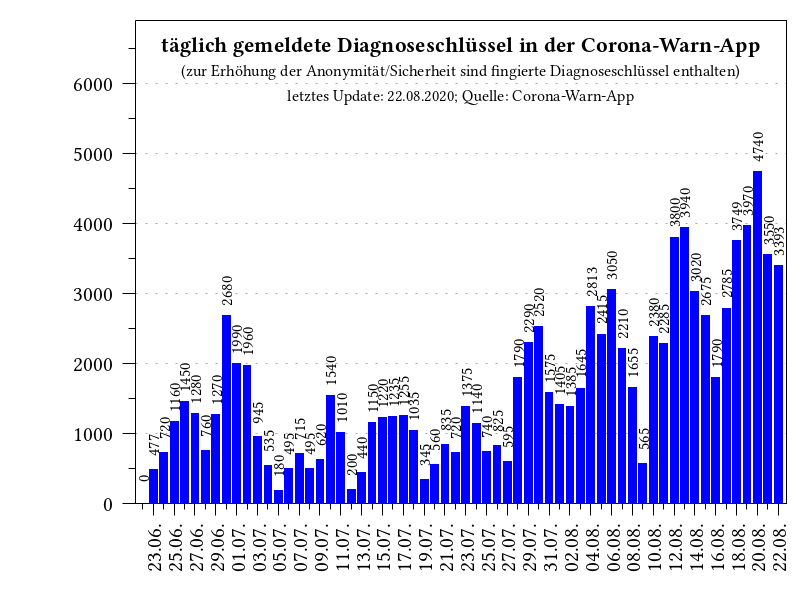 täglich gemeldete Diagnoseschlüssel in der Corona-Warn-App
(zur Erhöhung der Anonymität/Sicherheit sind fingierte Diagnoseschlüssel enthalten)
letztes Update: 22.08.2020; Quelle: Corona-Warn-App
6000
5000
4000
3000
2000
1000
0
0 477 720 1160 1450 1280 760 1270 2680 1990 1960 945 535 180 495 715 495 620 1540 1010 200 440 1150 1220 1235 1255 1035 345 560 835 720 1375 1140 740 825 595 1790 2290 2520 1575 1405 1385 1645 2813 2415 3050 2210 1655 565 2380 2285 3800 3940 3020 2675 1790 2785 3749 3970 4740 3550 3393
23.06. 25.06. 27.06. 29.06. 01.07. 03.07. 05.07. 07.07. 09.07. 11.07. 13.07. 15.07. 17.07. 19.07. 21.07. 23.07. 25.07. 27.07. 29.07. 31.07. 02.08. 04.08. 06.08. 08.08. 10.08. 12.08. 14.08. 16.08. 18.08. 20.08. 22.08.